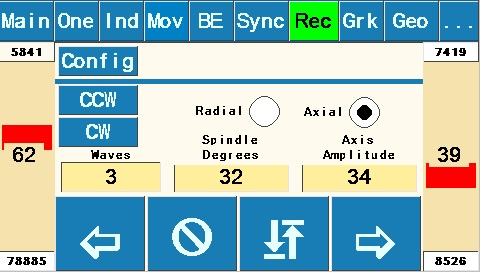 Main One Ind Mov BE Sync Rec Grk Geo ...
5841 7419
Config
CCW
Radial Axial
CW
Spindle Axis
Waves Degrees Amplitude
62 39
3 32 34
78885 8526